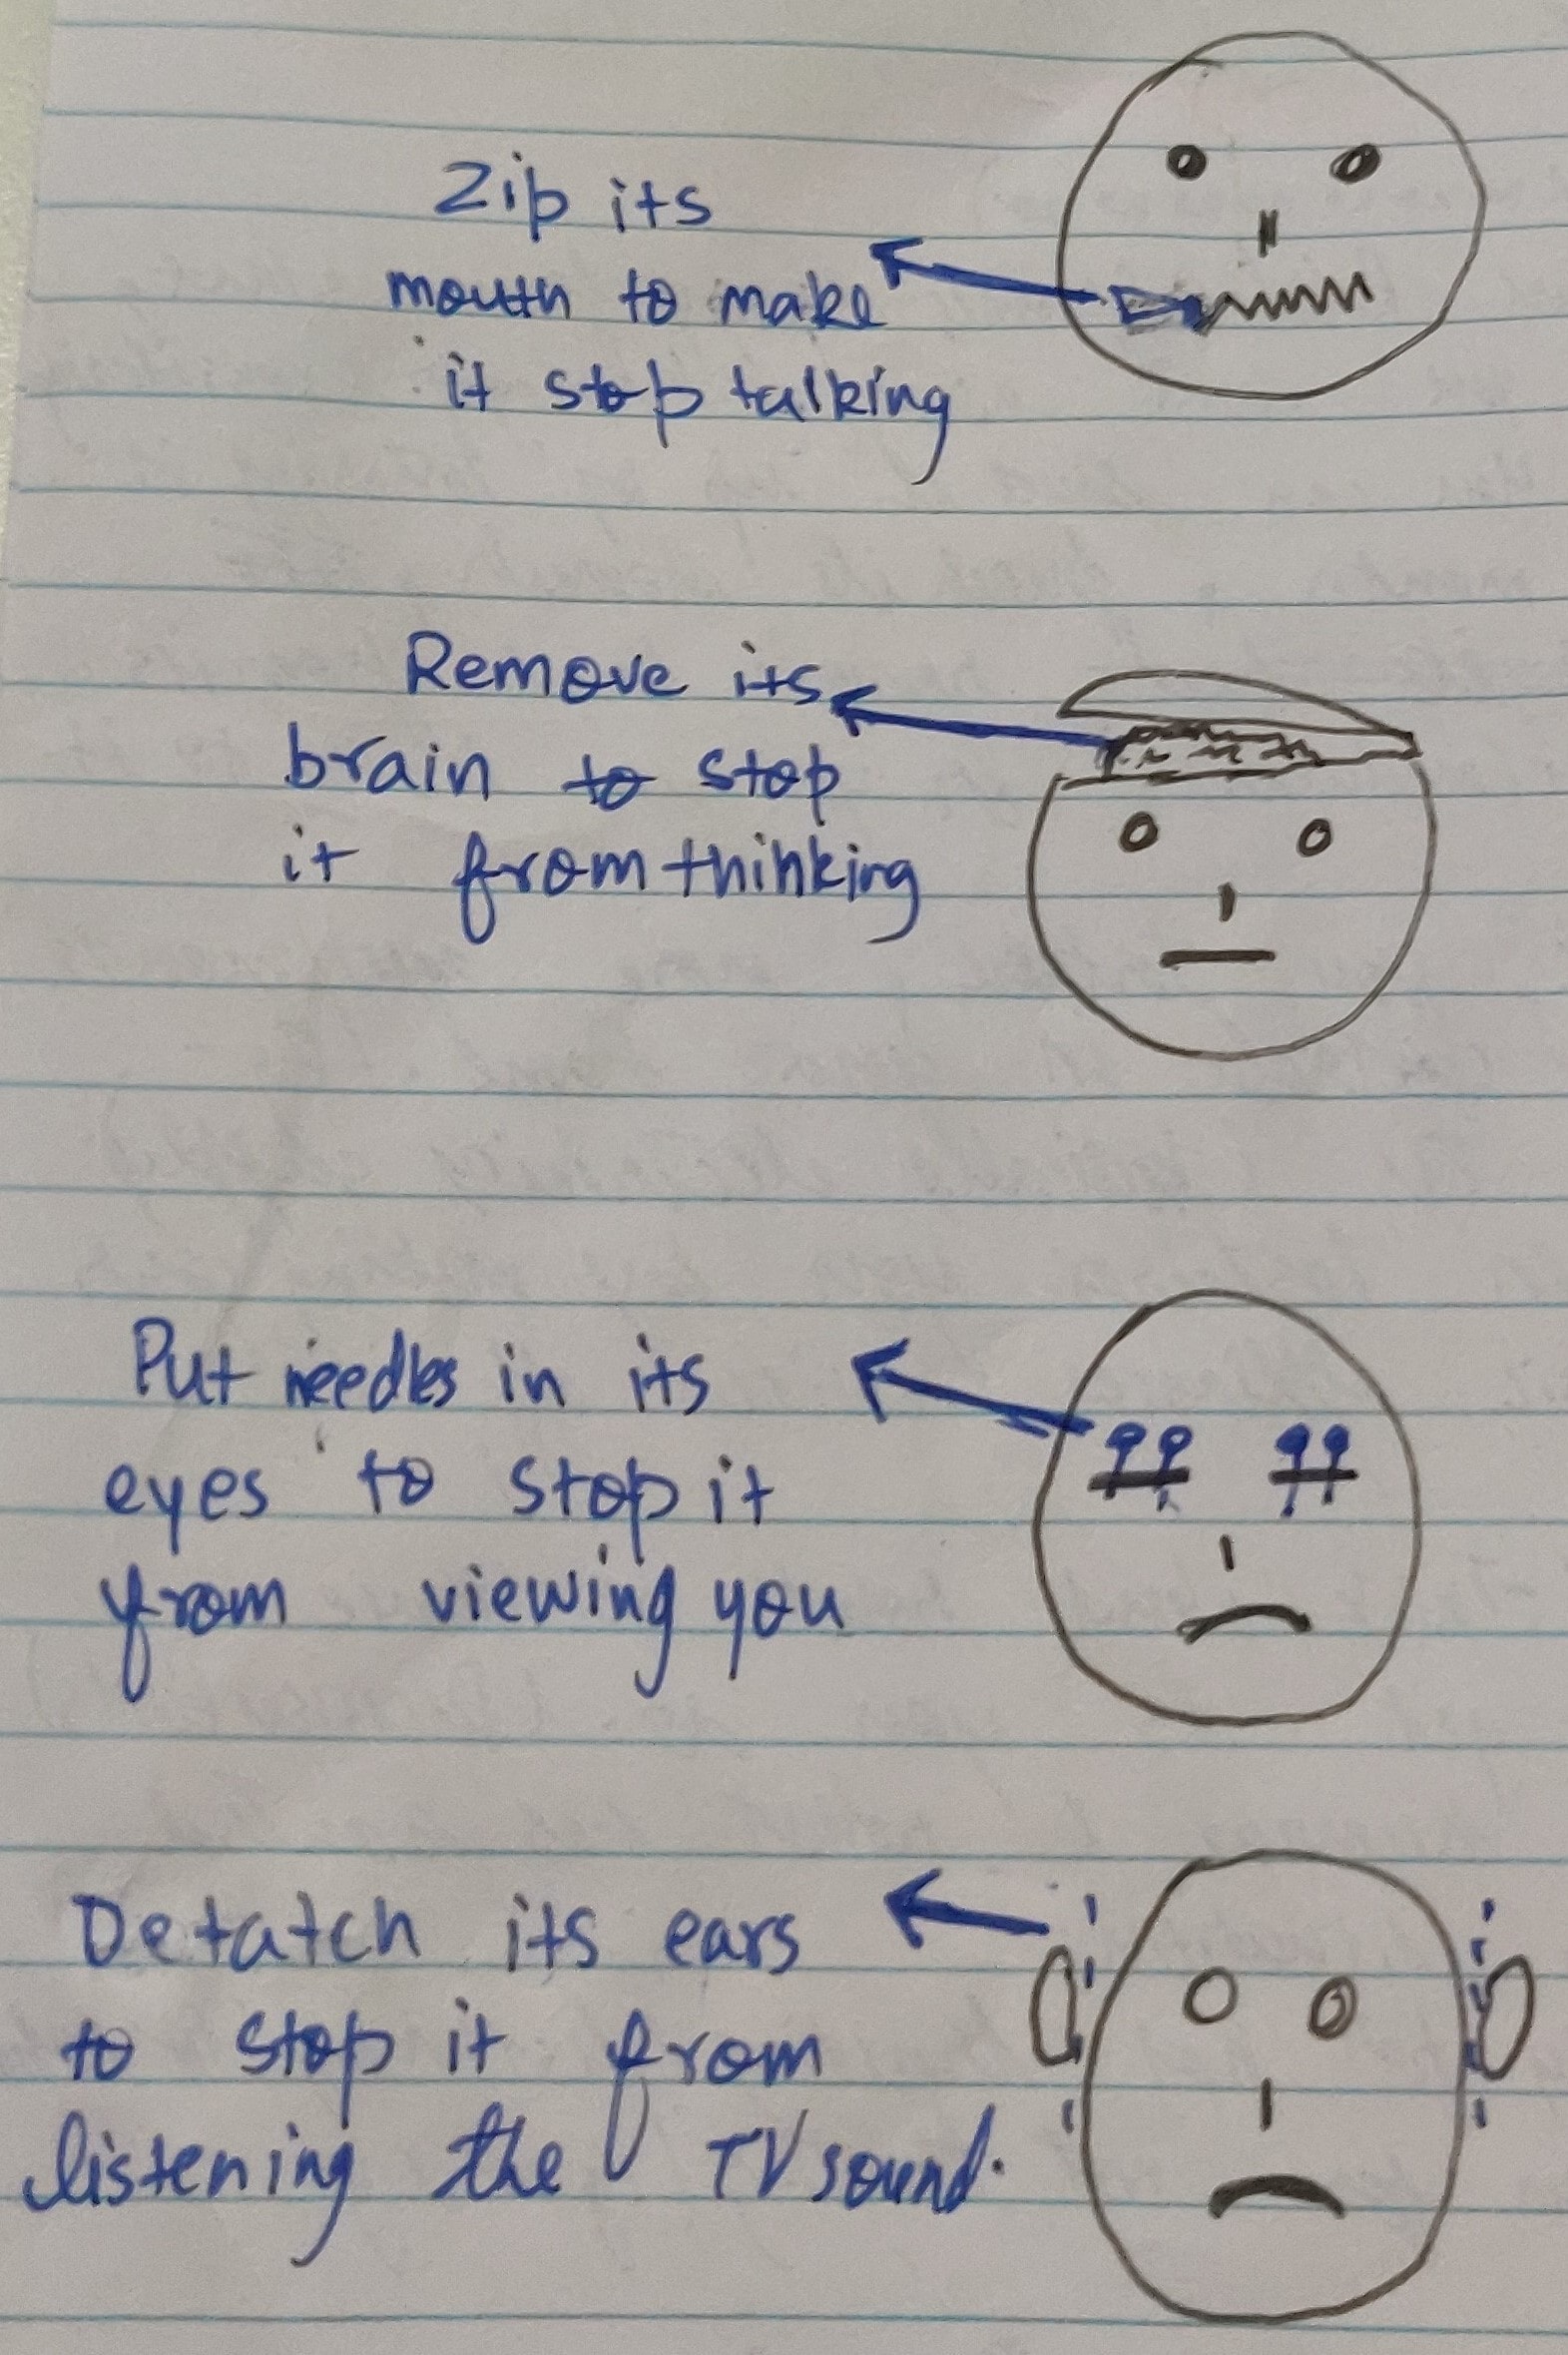 Zip its
mouth to make
it stop talking
Remove its
brain to stop
it from thinking
Put needles in its
eyes to stop it
from viewing you
Detatch its ears
to stop it from
listening the TV sound.